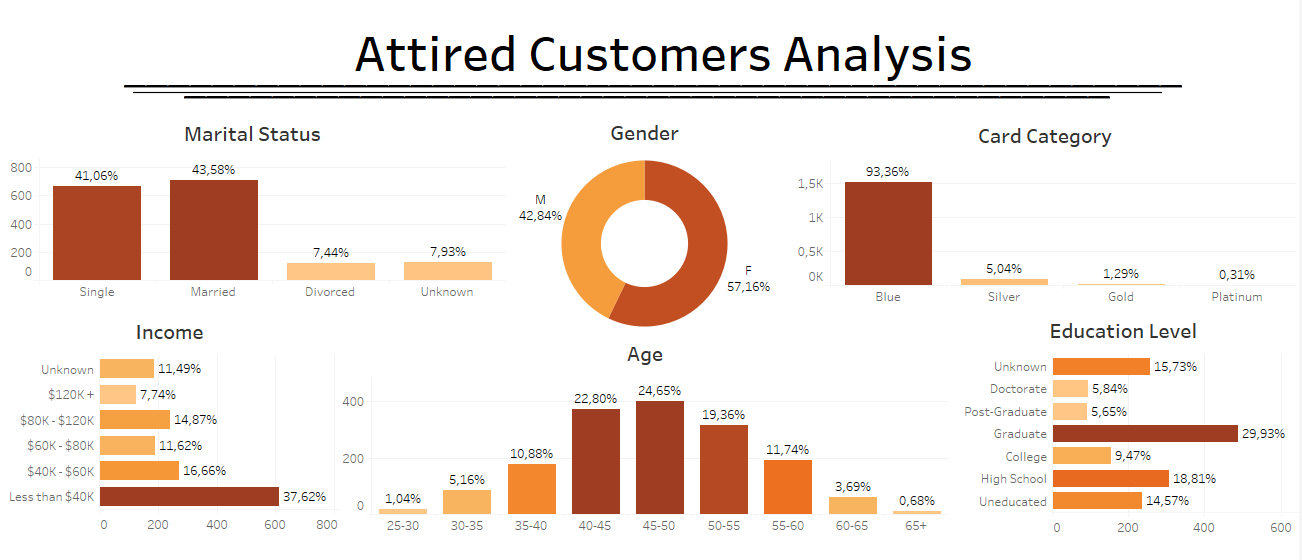 Attired Customers Analysis
Marital Status
800
600
400
200
0
41,06%
43,58%
7,44%
7,93%
Single
Married
Divorced
Unknown
Gender
M
42,84%
F
57,16%
Card Category
1,5K
1K
0,5K
0K
93,36%
5,04%
1,29%
0,31%
Blue
Silver
Gold
Platinum
Income
Unknown 11,49%
$120K + 7,74%
$80K - $120K 14,87%
$60K - $80K 11,62%
$40K - $60K 16,66%
Less than $40K 37,62%
0 200 400 600 800
Age
400
200
0
1,04%
5,16%
10,88%
22,80%
24,65%
19,36%
11,74%
3,69%
0,68%
25-30 30-35 35-40 40-45 45-50 50-55 55-60 60-65 65+
Education Level
Unknown 15,73%
Doctorate 5,84%
Post-Graduate 5,65%
Graduate 29,93%
College 9,47%
High School 18,81%
Uneducated 14,57%
0 200 400 600